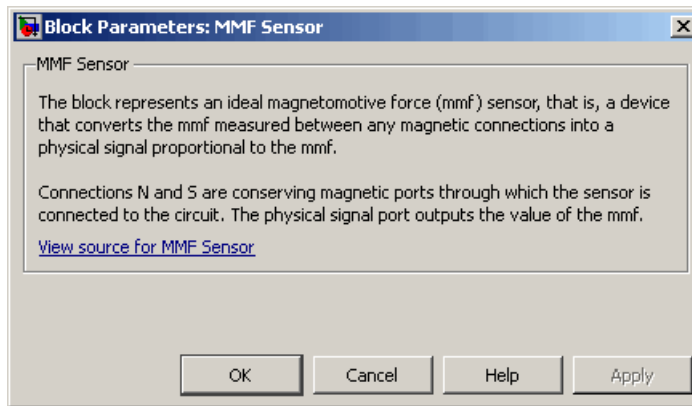 Block Parameters: MMF Sensor
MMF Sensor
The block represents an ideal magnetomotive force (mmf) sensor, that is, a device
that converts the mmf measured between any magnetic connections into a
physical signal proportional to the mmf.
Connections N and S are conserving magnetic ports through which the sensor is
connected to the circuit. The physical signal port outputs the value of the mmf.
View source for MMF Sensor
OK
Cancel
Help
Apply